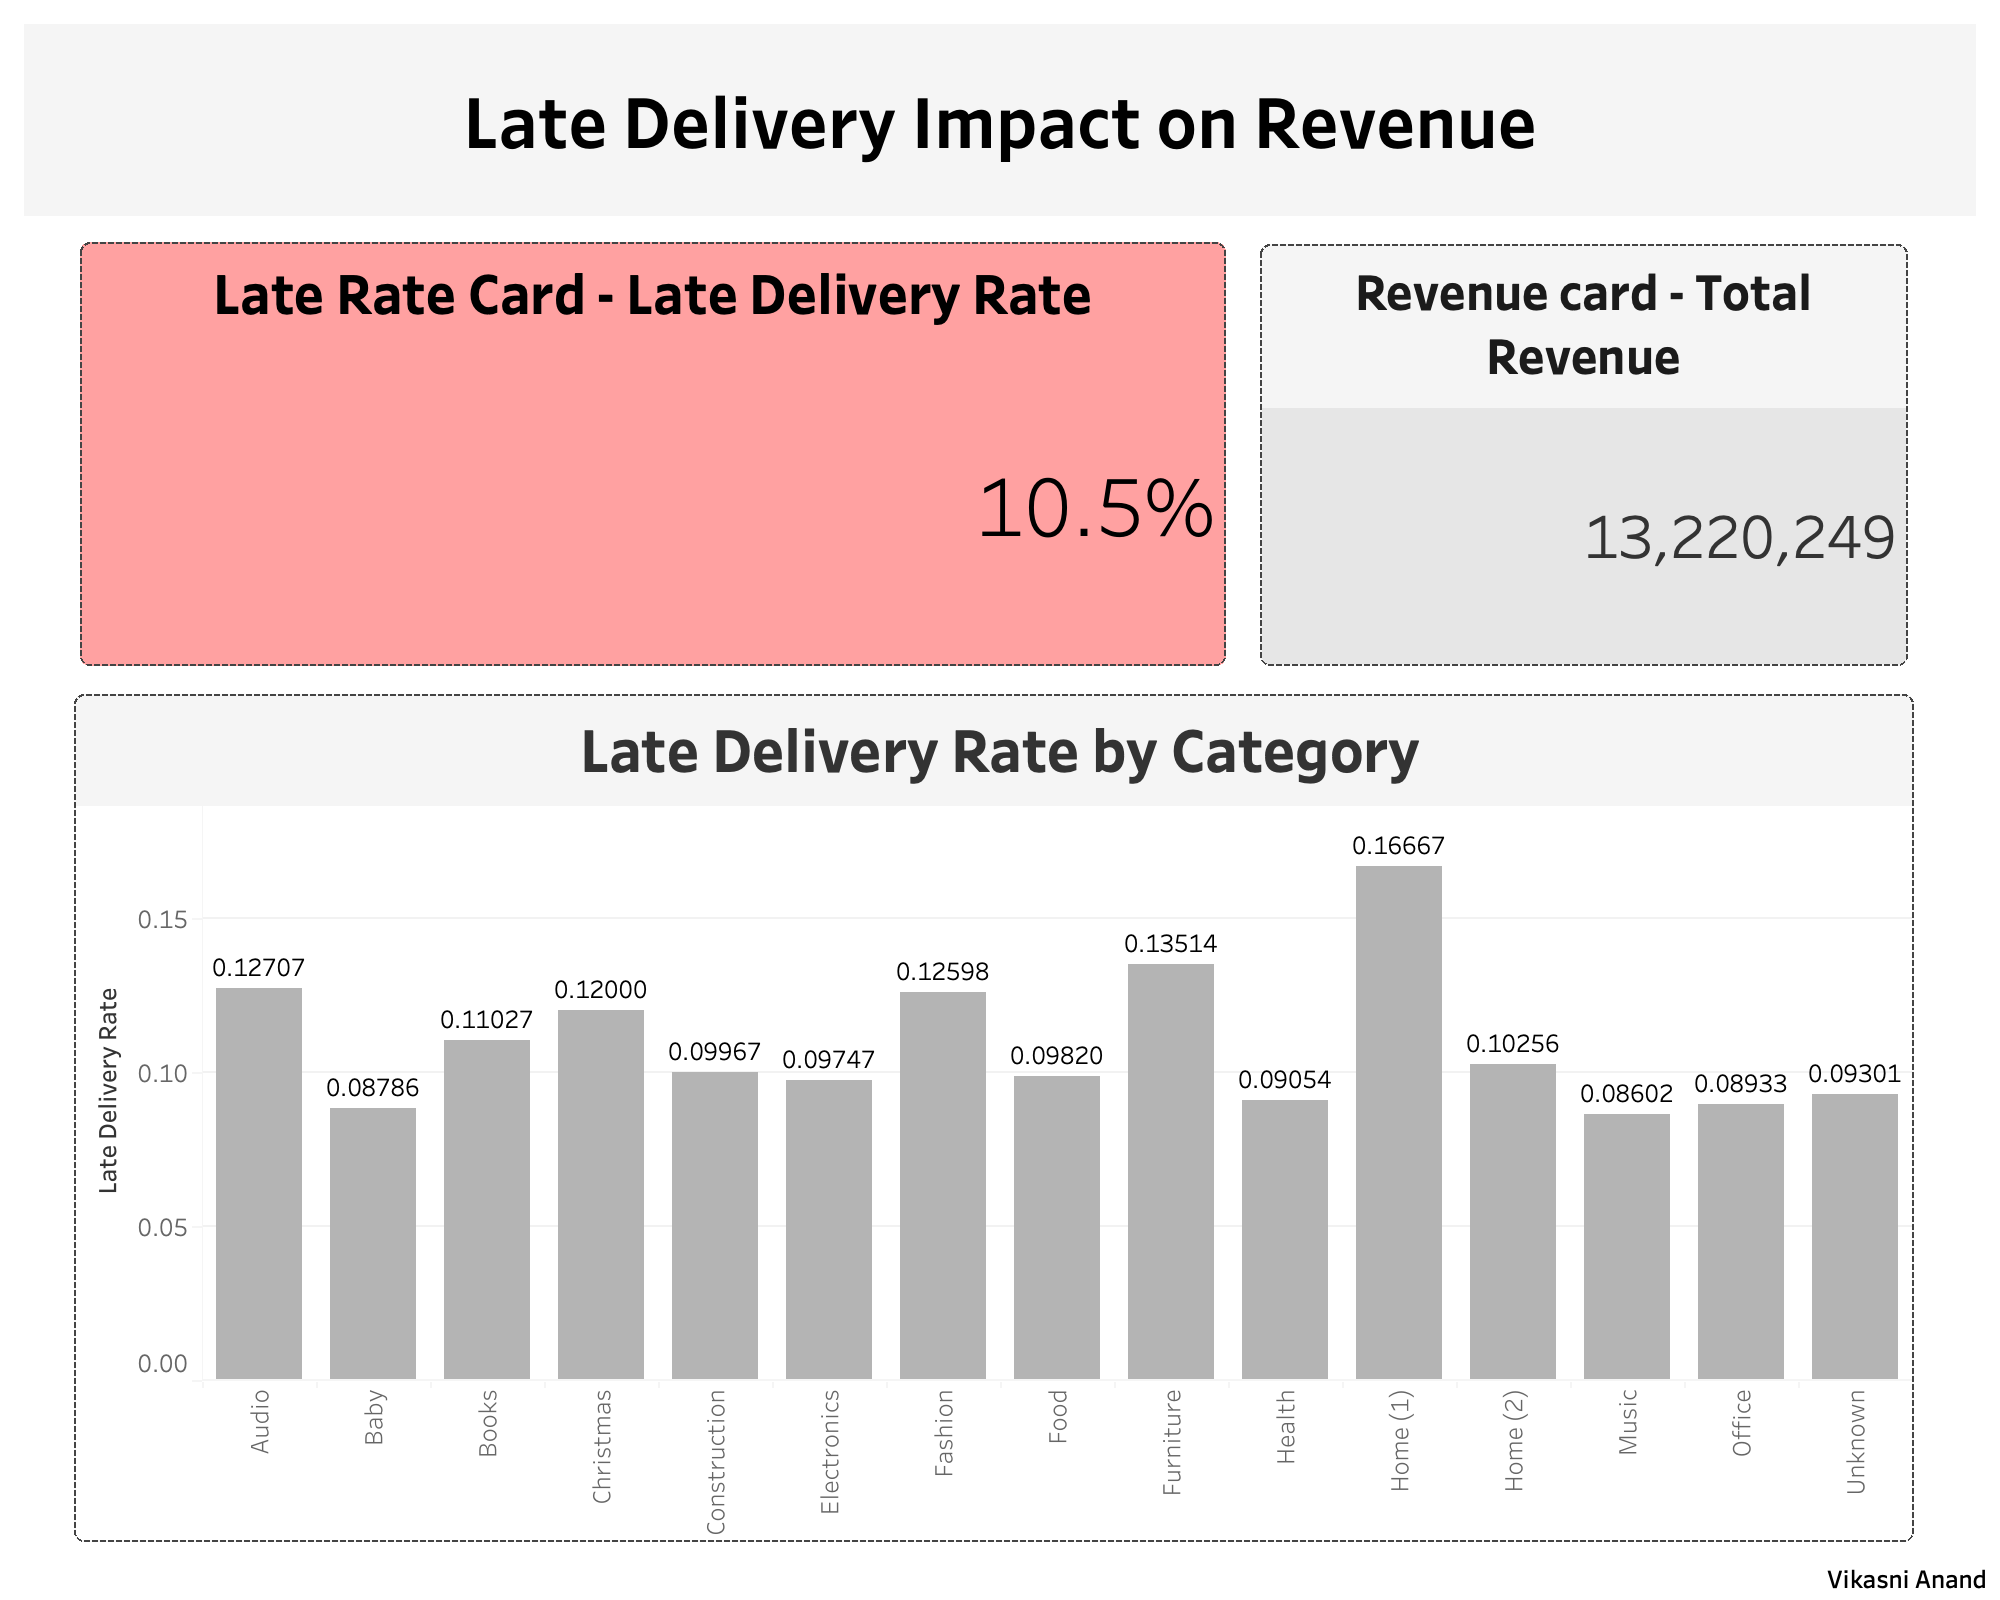 Late Delivery Impact on Revenue
Late Rate Card - Late Delivery Rate
10.5%
Revenue card - Total
Revenue
13,220,249
Late Delivery Rate by Category
Late Delivery Rate
0.15
0.10
0.05
0.00
0.12707
0.08786
0.11027
0.12000
0.09967
0.09747
0.12598
0.09820
0.13514
0.09054
0.16667
0.10256
0.08602
0.08933
0.09301
Audio
Baby
Books
Christmas
Construction
Electronics
Fashion
Food
Furniture
Health
Home (1)
Home (2)
Music
Office
Unknown
Vikasni Anand